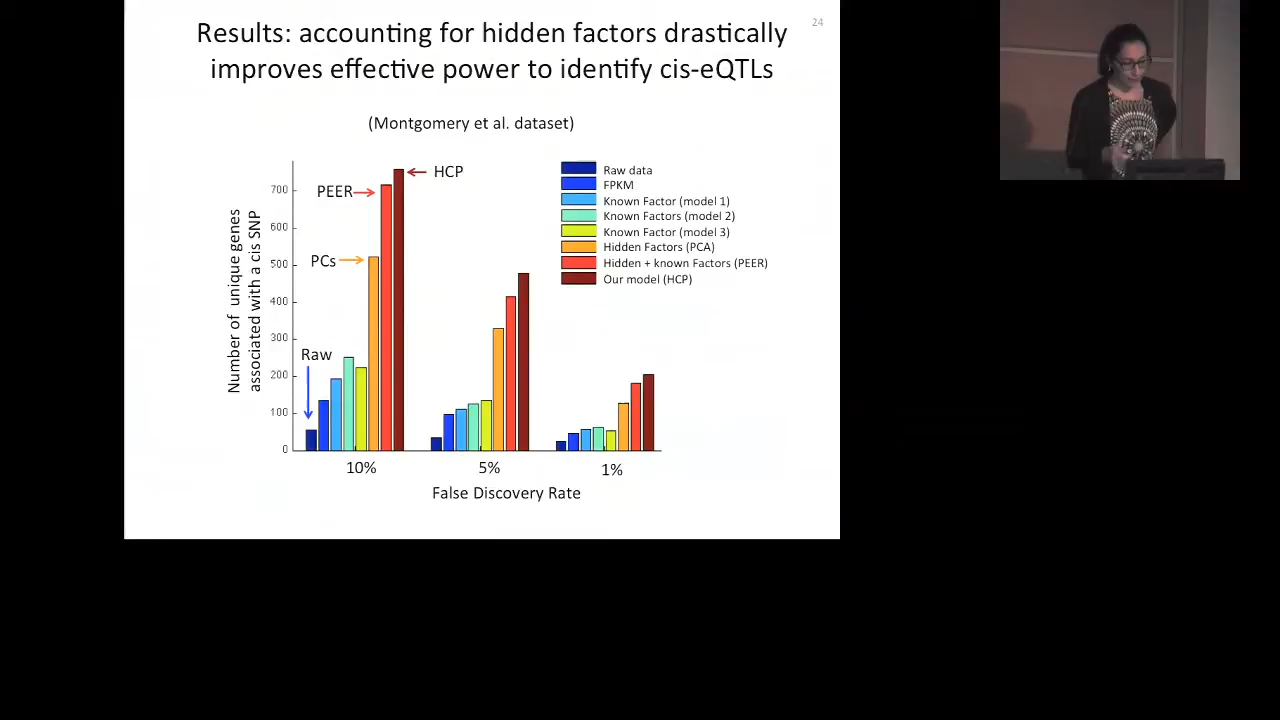 24
Results: accounting for hidden factors drastically
improves effective power to identify cis-eQTLs
(Montgomery et al. dataset)
Number of unique genes
associated with a cis SNP
700
600
500
400
300
200
100
0
Raw
PCs
PEER
HCP
Raw data
FPKM
Known Factor (model 1)
Known Factors (model 2)
Known Factor (model 3)
Hidden Factors (PCA)
Hidden + known Factors (PEER)
Our model (HCP)
10%
5%
1%
False Discovery Rate